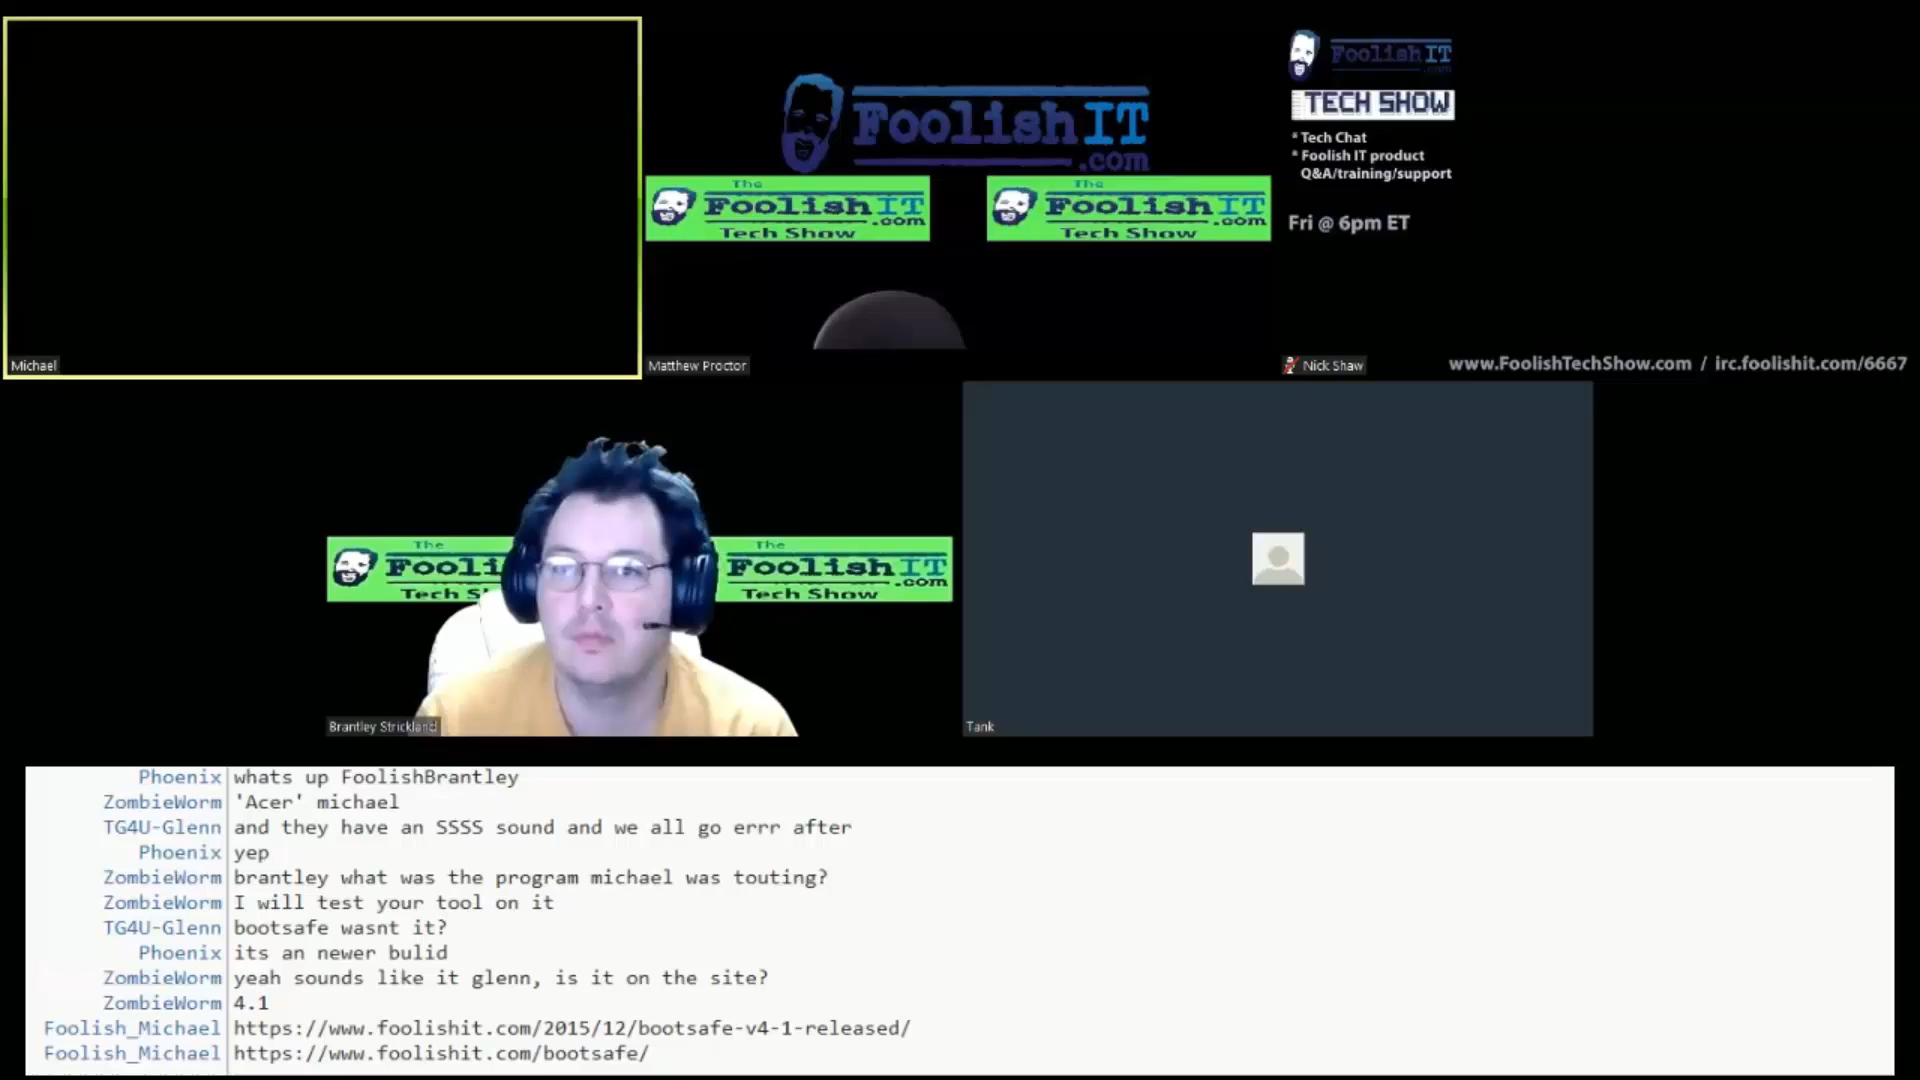 FoolishIT
.com
The
FoolishIT
.com
Tech Show
The
FoolishIT
.com
Tech Show
FoolishIT
.com
TECH SHOW
* Tech Chat
* Foolish IT product
Q&A/training/support
Fri @ 6pm ET
www.FoolishTechShow.com / irc.foolishit.com/6667
Michael
Matthew Proctor
Nick Shaw
The
Fooli
Tech S
The
FoolishIT
.com
Tech Show
Brantley Strickland
Tank
Phoenix whats up FoolishBrantley
ZombieWorm 'Acer' michael
TG4U-Glenn and they have an SSSS sound and we all go errr after
Phoenix yep
ZombieWorm brantley what was the program michael was touting?
ZombieWorm I will test your tool on it
TG4U-Glenn bootsafe wasnt it?
Phoenix its an newer bulid
ZombieWorm yeah sounds like it glenn, is it on the site?
ZombieWorm 4.1
Foolish_Michael https://www.foolishit.com/2015/12/bootsafe-v4-1-released/
Foolish_Michael https://www.foolishit.com/bootsafe/